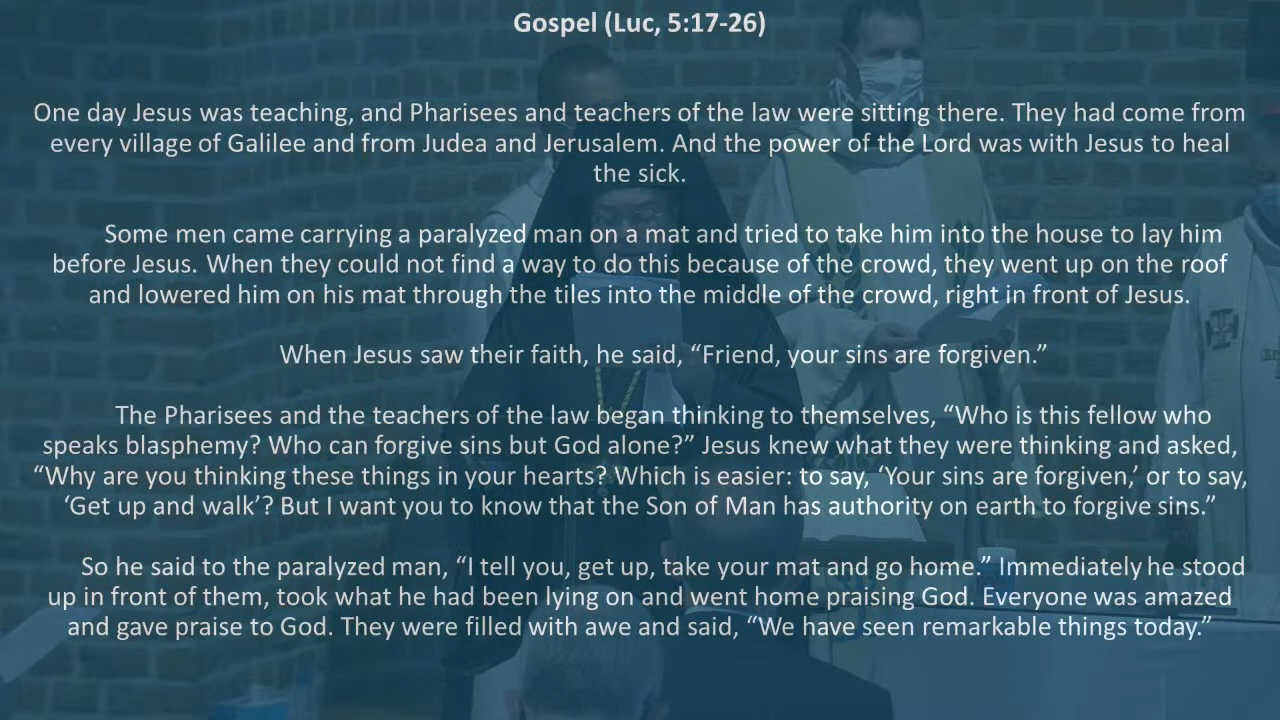 Gospel (Luc, 5:17-26)
One day Jesus was teaching, and Pharisees and teachers of the law were sitting there. They had come from
every village of Galilee and from Judea and Jerusalem. And the power of the Lord was with Jesus to heal
the sick.
Some men came carrying a paralyzed man on a mat and tried to take him into the house to lay him
before Jesus. When they could not find a way to do this because of the crowd, they went up on the roof
and lowered him on his mat through the tiles into the middle of the crowd, right in front of Jesus.
When Jesus saw their faith, he said, “Friend, your sins are forgiven.”
The Pharisees and the teachers of the law began thinking to themselves, “Who is this fellow who
speaks blasphemy? Who can forgive sins but God alone?” Jesus knew what they were thinking and asked,
“Why are you thinking these things in your hearts? Which is easier: to say, ‘Your sins are forgiven,’ or to say,
‘Get up and walk’? But I want you to know that the Son of Man has authority on earth to forgive sins.”
So he said to the paralyzed man, “I tell you, get up, take your mat and go home.” Immediately he stood
up in front of them, took what he had been lying on and went home praising God. Everyone was amazed
and gave praise to God. They were filled with awe and said, “We have seen remarkable things today.”